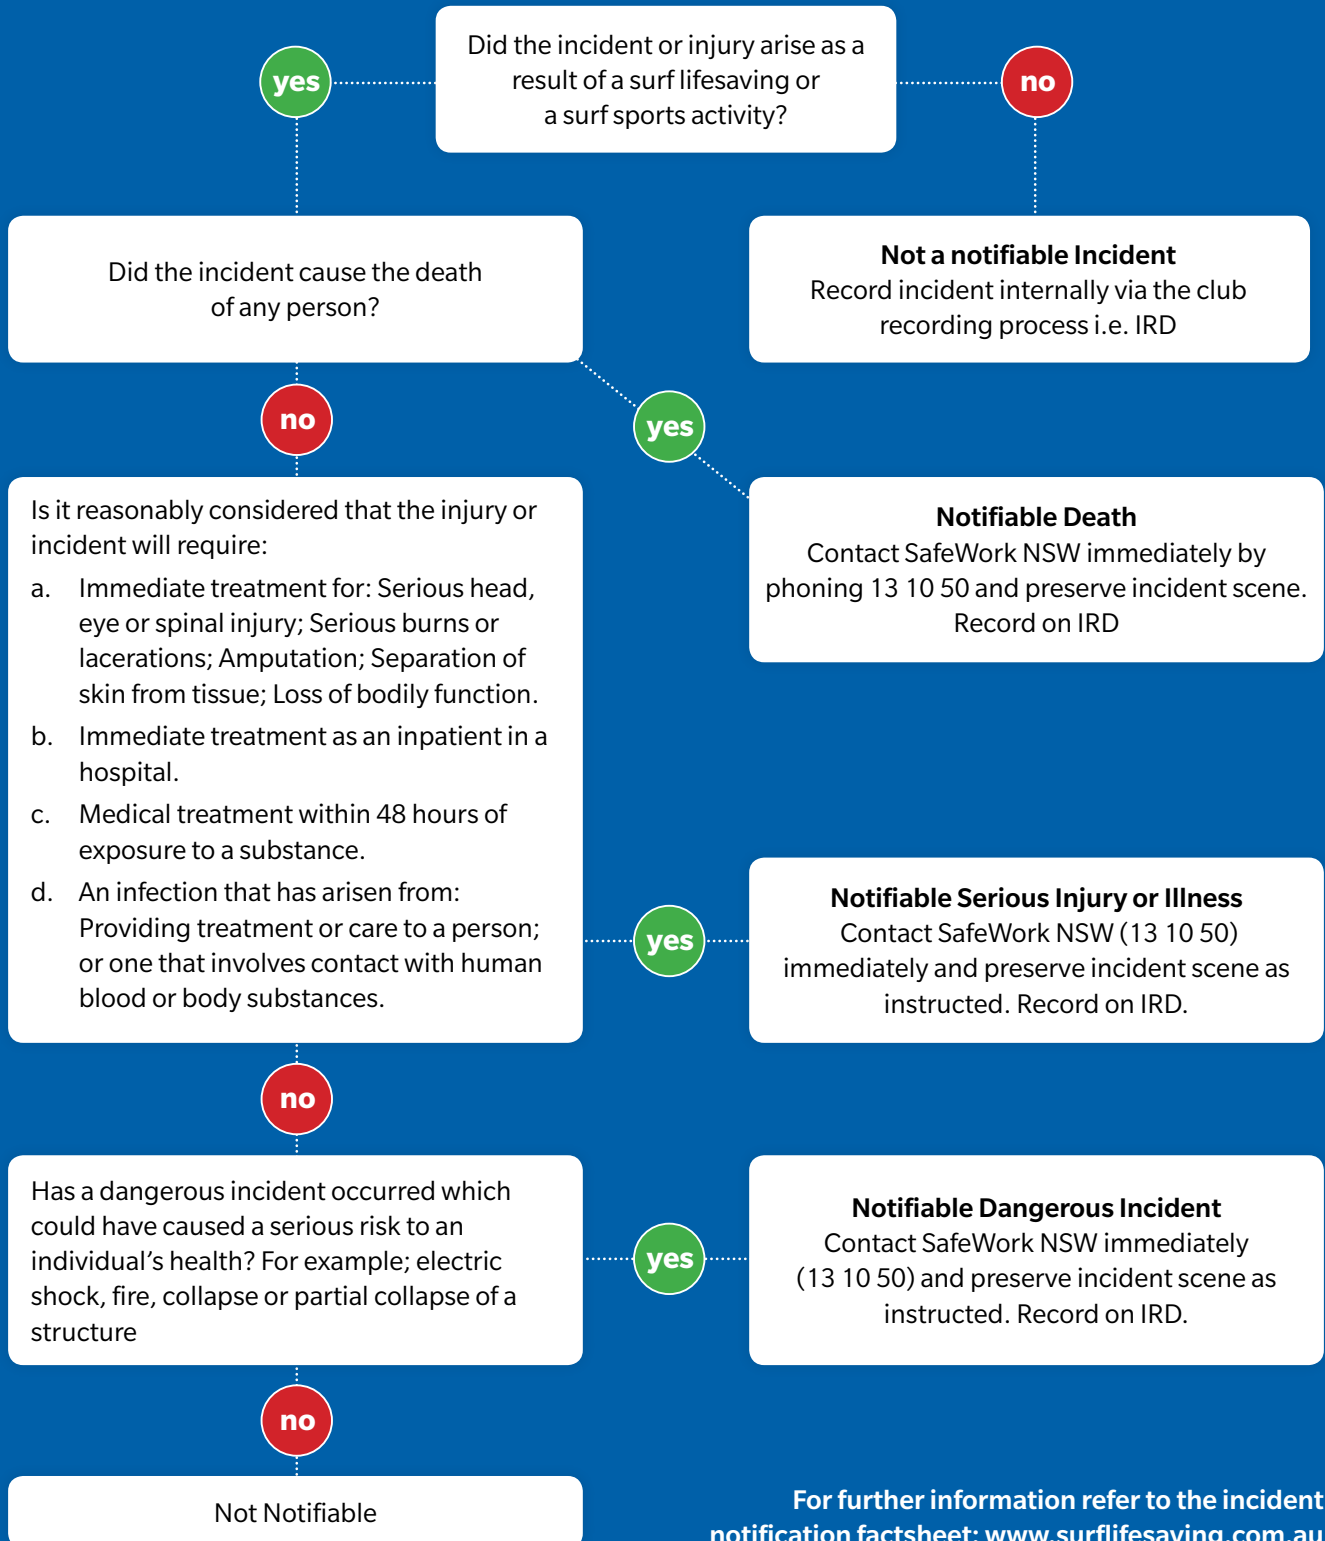 Did the incident or injury arise as a
result of a surf lifesaving or
a surf sports activity?
yes
no
Did the incident cause the death
of any person?
Not a notifiable Incident
Record incident internally via the club
recording process i.e. IRD
no
yes
Notifiable Death
Contact SafeWork NSW immediately by
phoning 13 10 50 and preserve incident scene.
Record on IRD
Is it reasonably considered that the injury or
incident will require:
a. Immediate treatment for: Serious head,
eye or spinal injury; Serious burns or
lacerations; Amputation; Separation of
skin from tissue; Loss of bodily function.
b. Immediate treatment as an inpatient in a
hospital.
c. Medical treatment within 48 hours of
exposure to a substance.
d. An infection that has arisen from:
Providing treatment or care to a person;
or one that involves contact with human
blood or body substances.
yes
Notifiable Serious Injury or Illness
Contact SafeWork NSW (13 10 50)
immediately and preserve incident scene as
instructed. Record on IRD.
no
Has a dangerous incident occurred which
could have caused a serious risk to an
individual's health? For example; electric
shock, fire, collapse or partial collapse of a
structure
yes
Notifiable Dangerous Incident
Contact SafeWork NSW immediately
(13 10 50) and preserve incident scene as
instructed. Record on IRD.
no
Not Notifiable
For further information refer to the incident
notification factsheet: www.surflifesaving.com.au